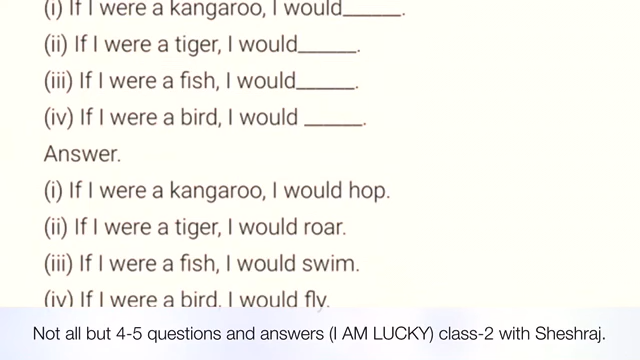 (i) If I were a kangaroo, I would______.
(ii) If I were a tiger, I would______.
(iii) If I were a fish, I would______.
(iv) If I were a bird, I would ______.
Answer.
(i) If I were a kangaroo, I would hop.
(ii) If I were a tiger, I would roar.
(iii) If I were a fish, I would swim.
(iv) If I were a bird, I would fly.
Not all but 4-5 questions and answers (I AM LUCKY) class-2 with Sheshraj.